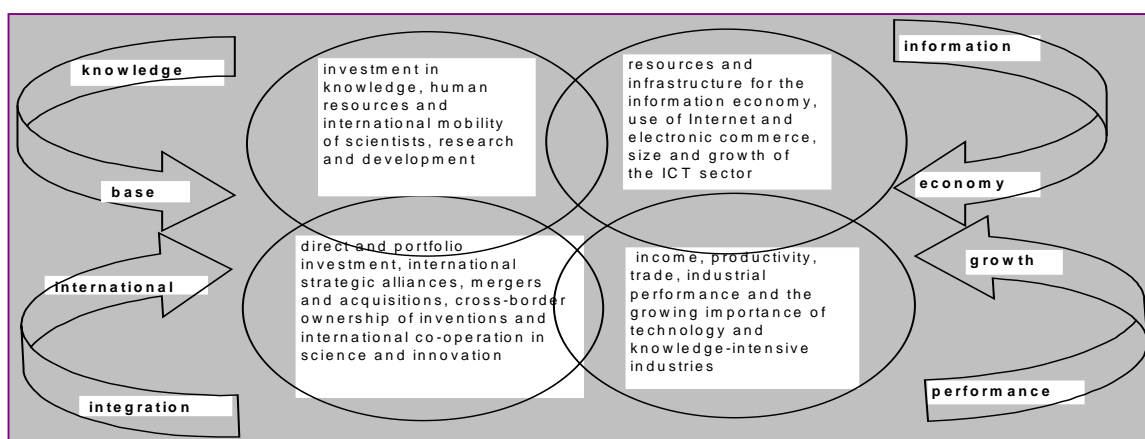 knowledge
base
investment in
knowledge, human
resources and
international mobility
of scientists, research
and development
resources and
infrastructure for the
information economy,
use of Internet and
electronic commerce,
size and growth of
the ICT sector
information
economy
international
integration
direct and portfolio
investment, international
strategic alliances, mergers
and acquisitions, cross-border
ownership of inventions and
international co-operation in
science and innovation
income, productivity,
trade, industrial
performance and the
growing importance of
technology and
knowledge-intensive
industries
growth
performance